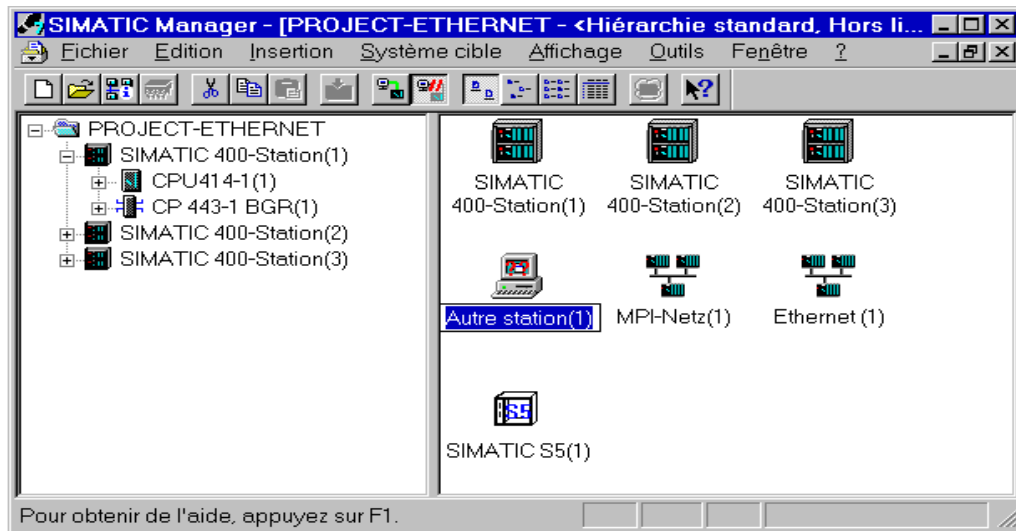 SIMATIC Manager - [PROJECT-ETHERNET - <Hiérarchie standard, Hors li...
Fichier Edition Insertion Système cible Affichage Outils Fenêtre ?
PROJECT-ETHERNET
SIMATIC 400-Station(1)
CPU414-1(1)
CP 443-1 BGR(1)
SIMATIC 400-Station(2)
SIMATIC 400-Station(3)
SIMATIC
400-Station(1)
SIMATIC
400-Station(2)
SIMATIC
400-Station(3)
Autre station(1)
MPI-Netz(1)
Ethernet (1)
S5
SIMATIC S5(1)
Pour obtenir de l'aide, appuyez sur F1.